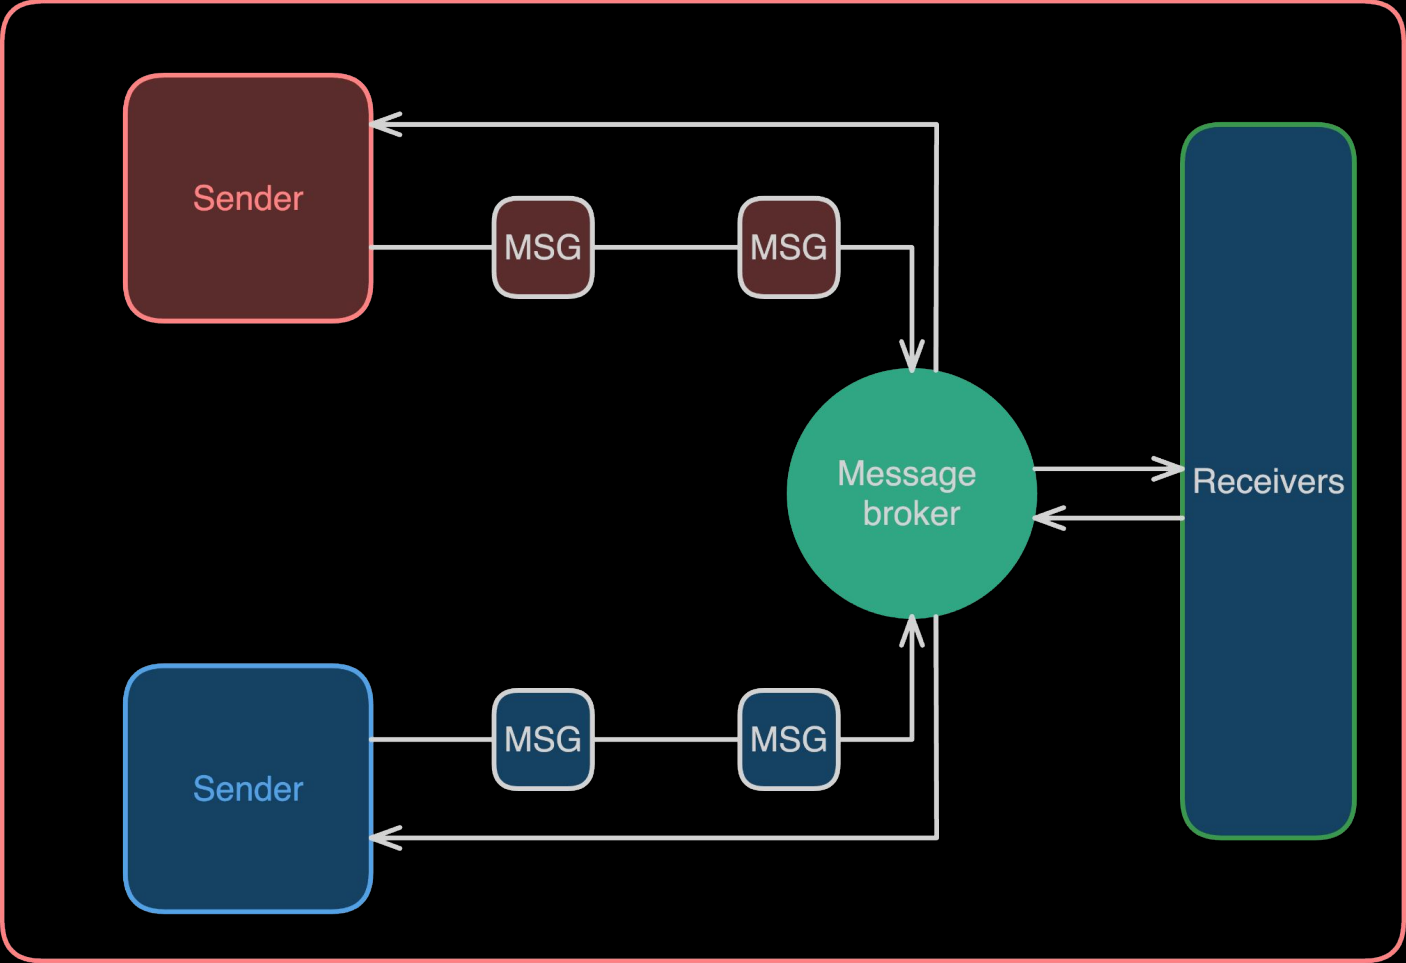 Sender
MSG
MSG
Message
broker
Receivers
MSG
MSG
Sender